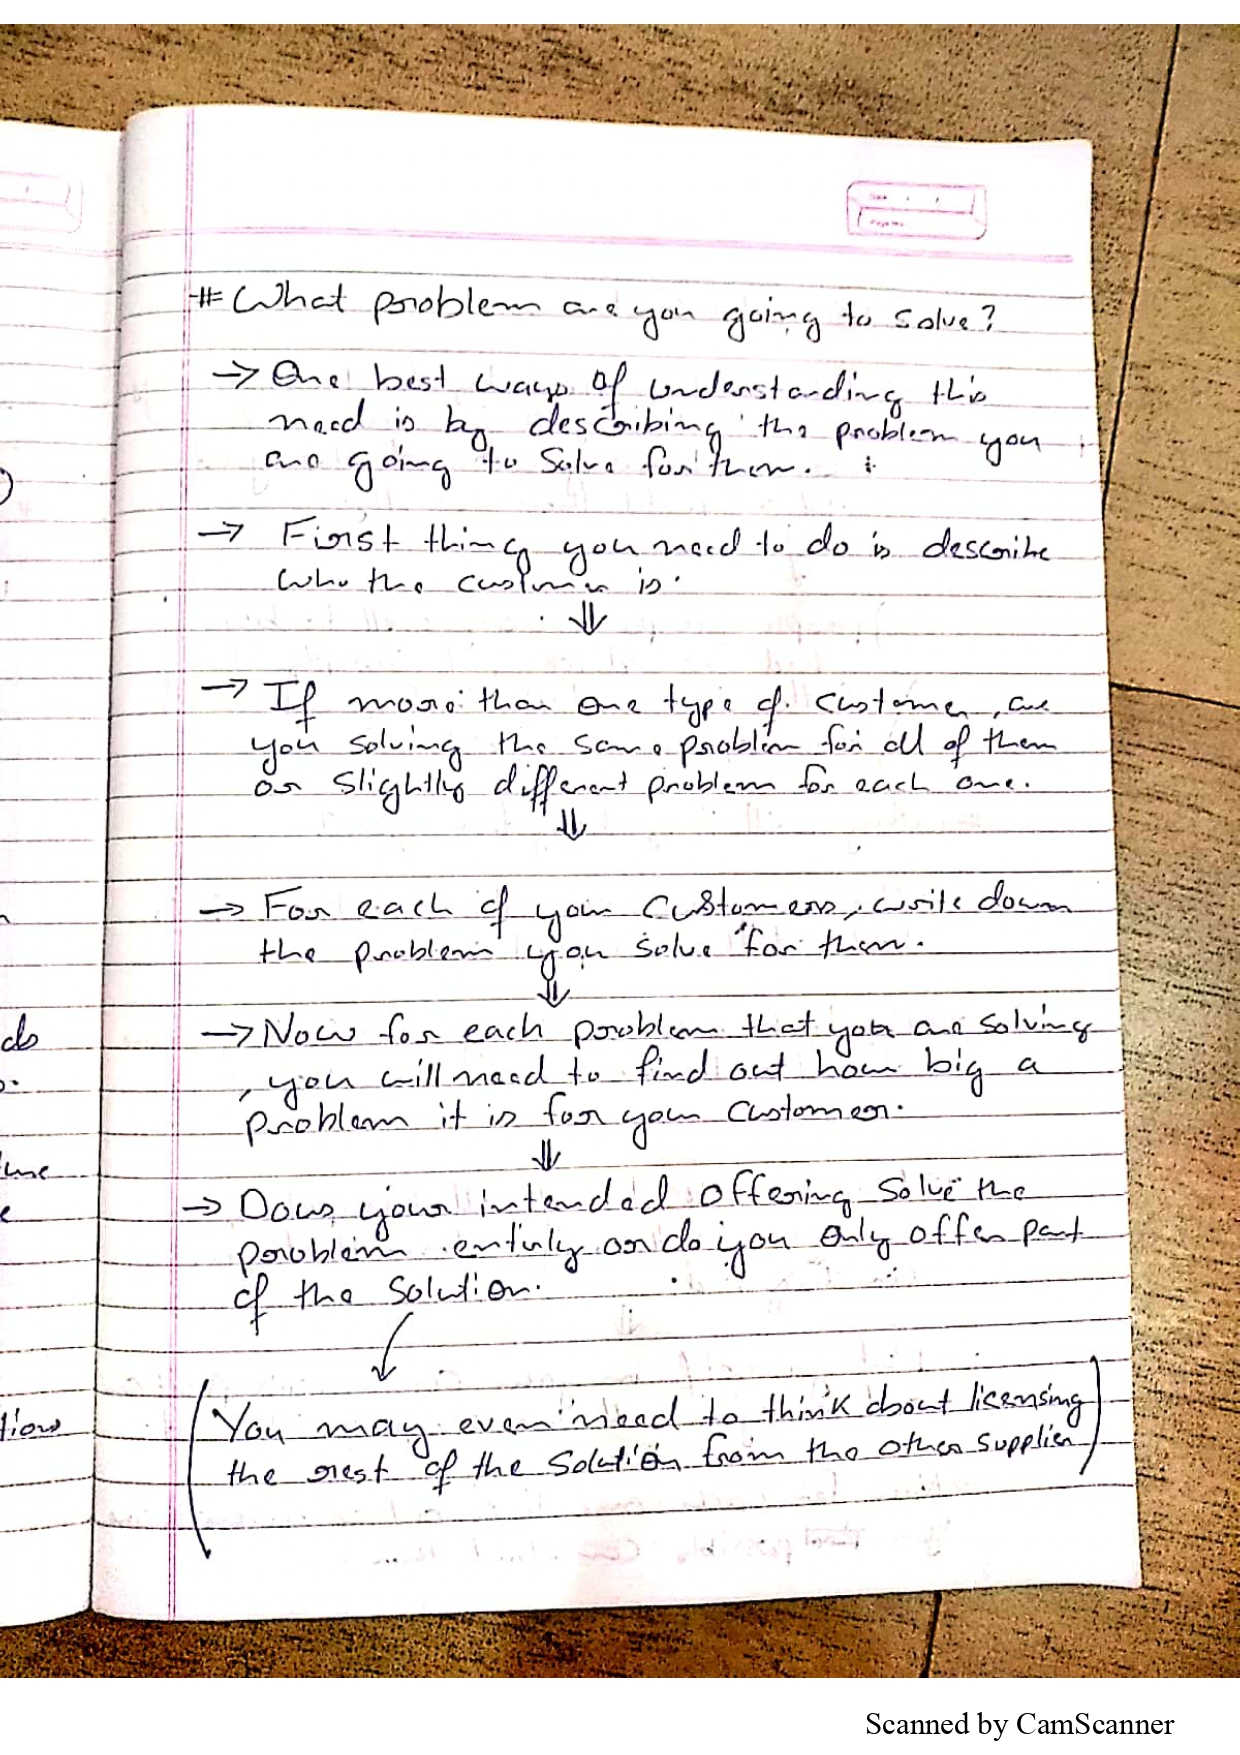 # What problem are you going to solve?
→ One best ways of understanding this
need is by describing the problem you
are going to solve for them.
→ First thing you need to do is describe
who the customer is.
⇓
→ If more than one type of customer, are
you solving the same problem for all of them
or slightly different problem for each one.
⇓
→ For each of your customers, write down
the problem you solve for them.
⇓
→ Now for each problem that you are solving
, you will need to find out how big a
problem it is for your customer.
⇓
→ Does your intended offering solve the
problem entirly or do you only offer part
of the solution.
↓
(You may even need to think about licensing
the rest of the solution from the other supplier)
Scanned by CamScanner